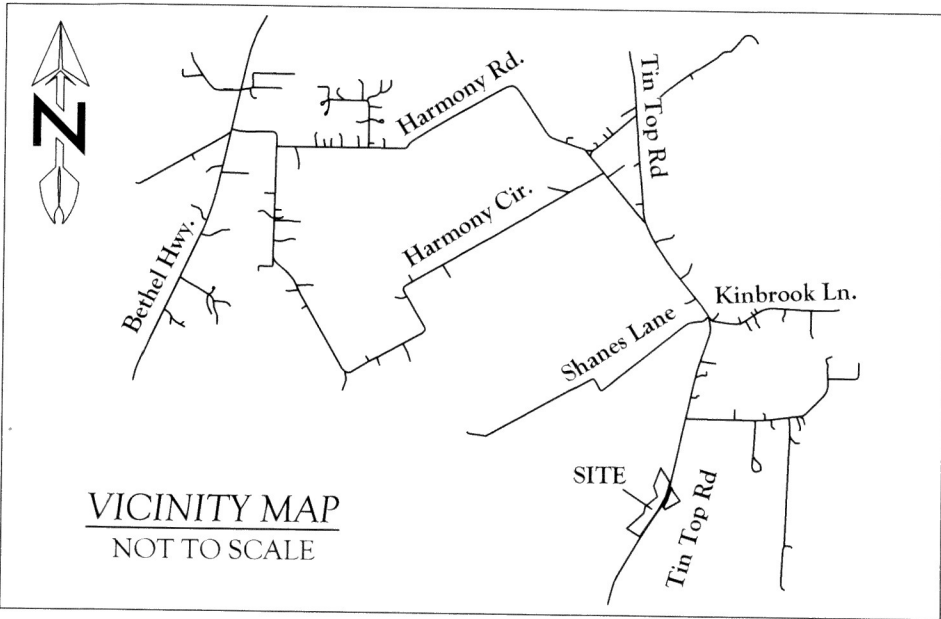 N
Harmony Rd.
Tin Top Rd
Harmony Cir.
Bethel Hwy.
Kinbrook Ln.
Shanes Lane
SITE
Tin Top Rd
VICINITY MAP
NOT TO SCALE